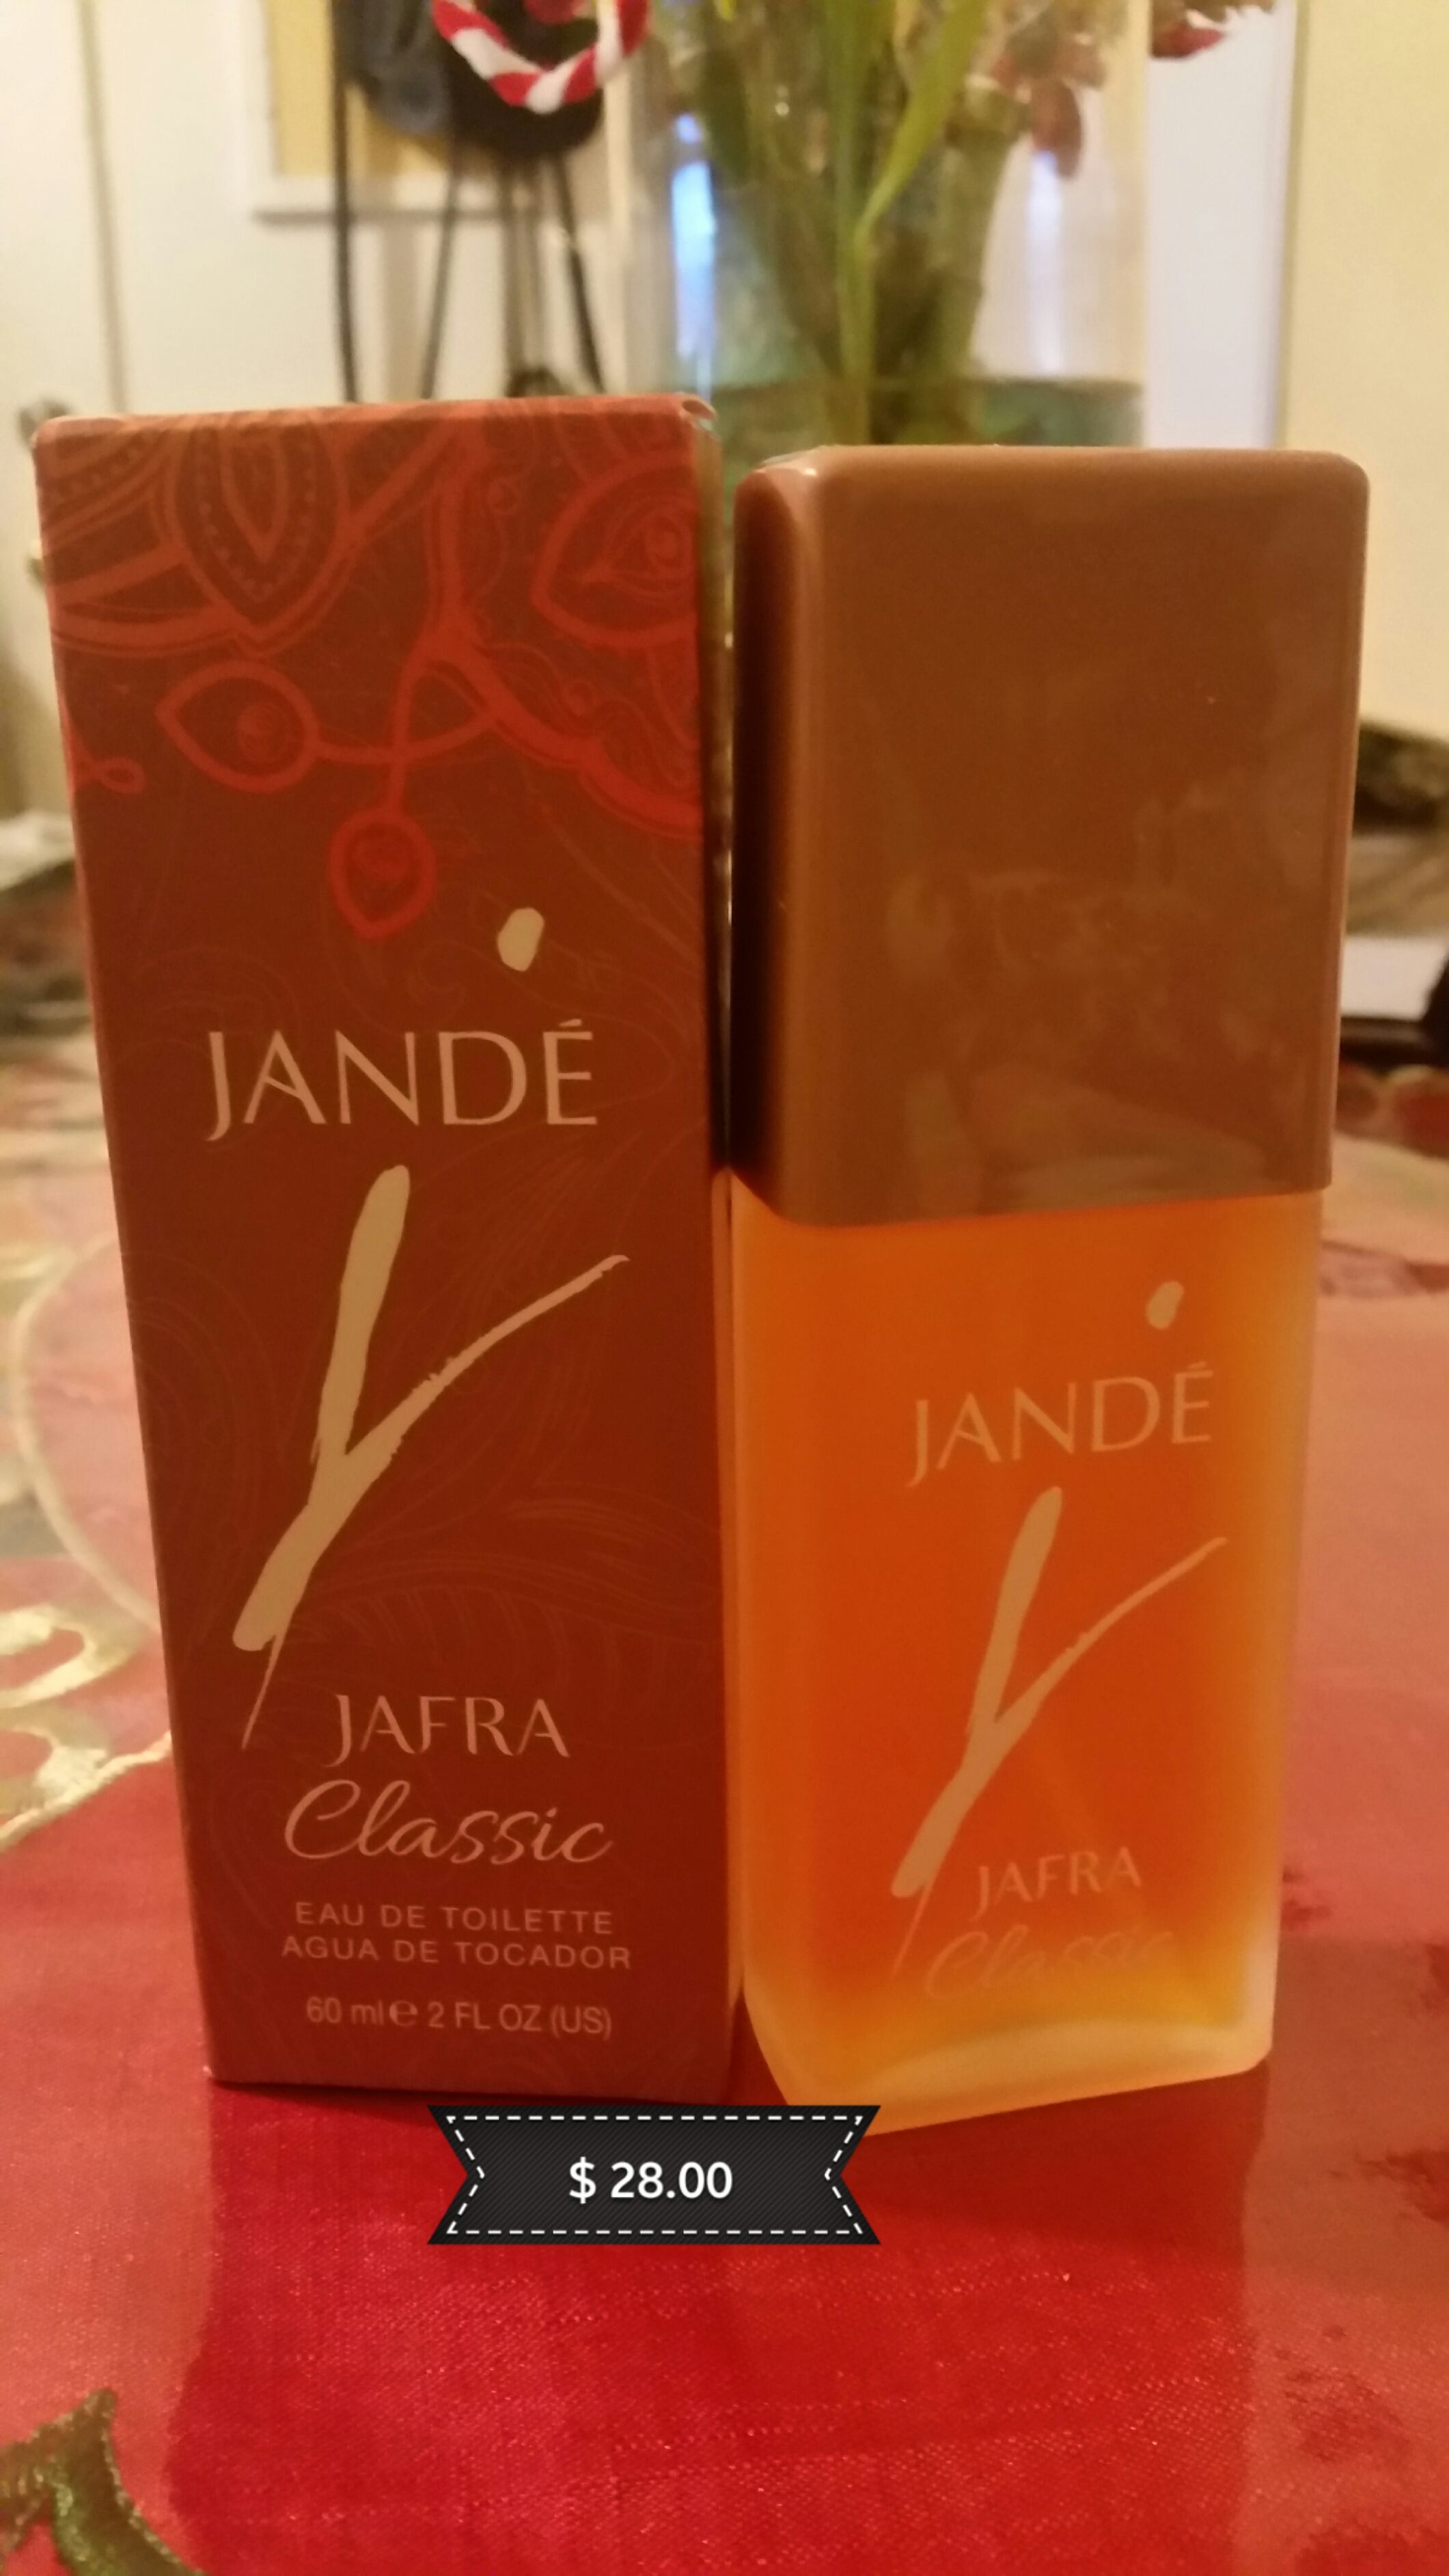 JANDÉ
JAFRA
Classic
EAU DE TOILETTE
AGUA DE TOCADOR
60 ml e 2 FL OZ (US)
JANDÉ
JAFRA
Classic
$ 28.00